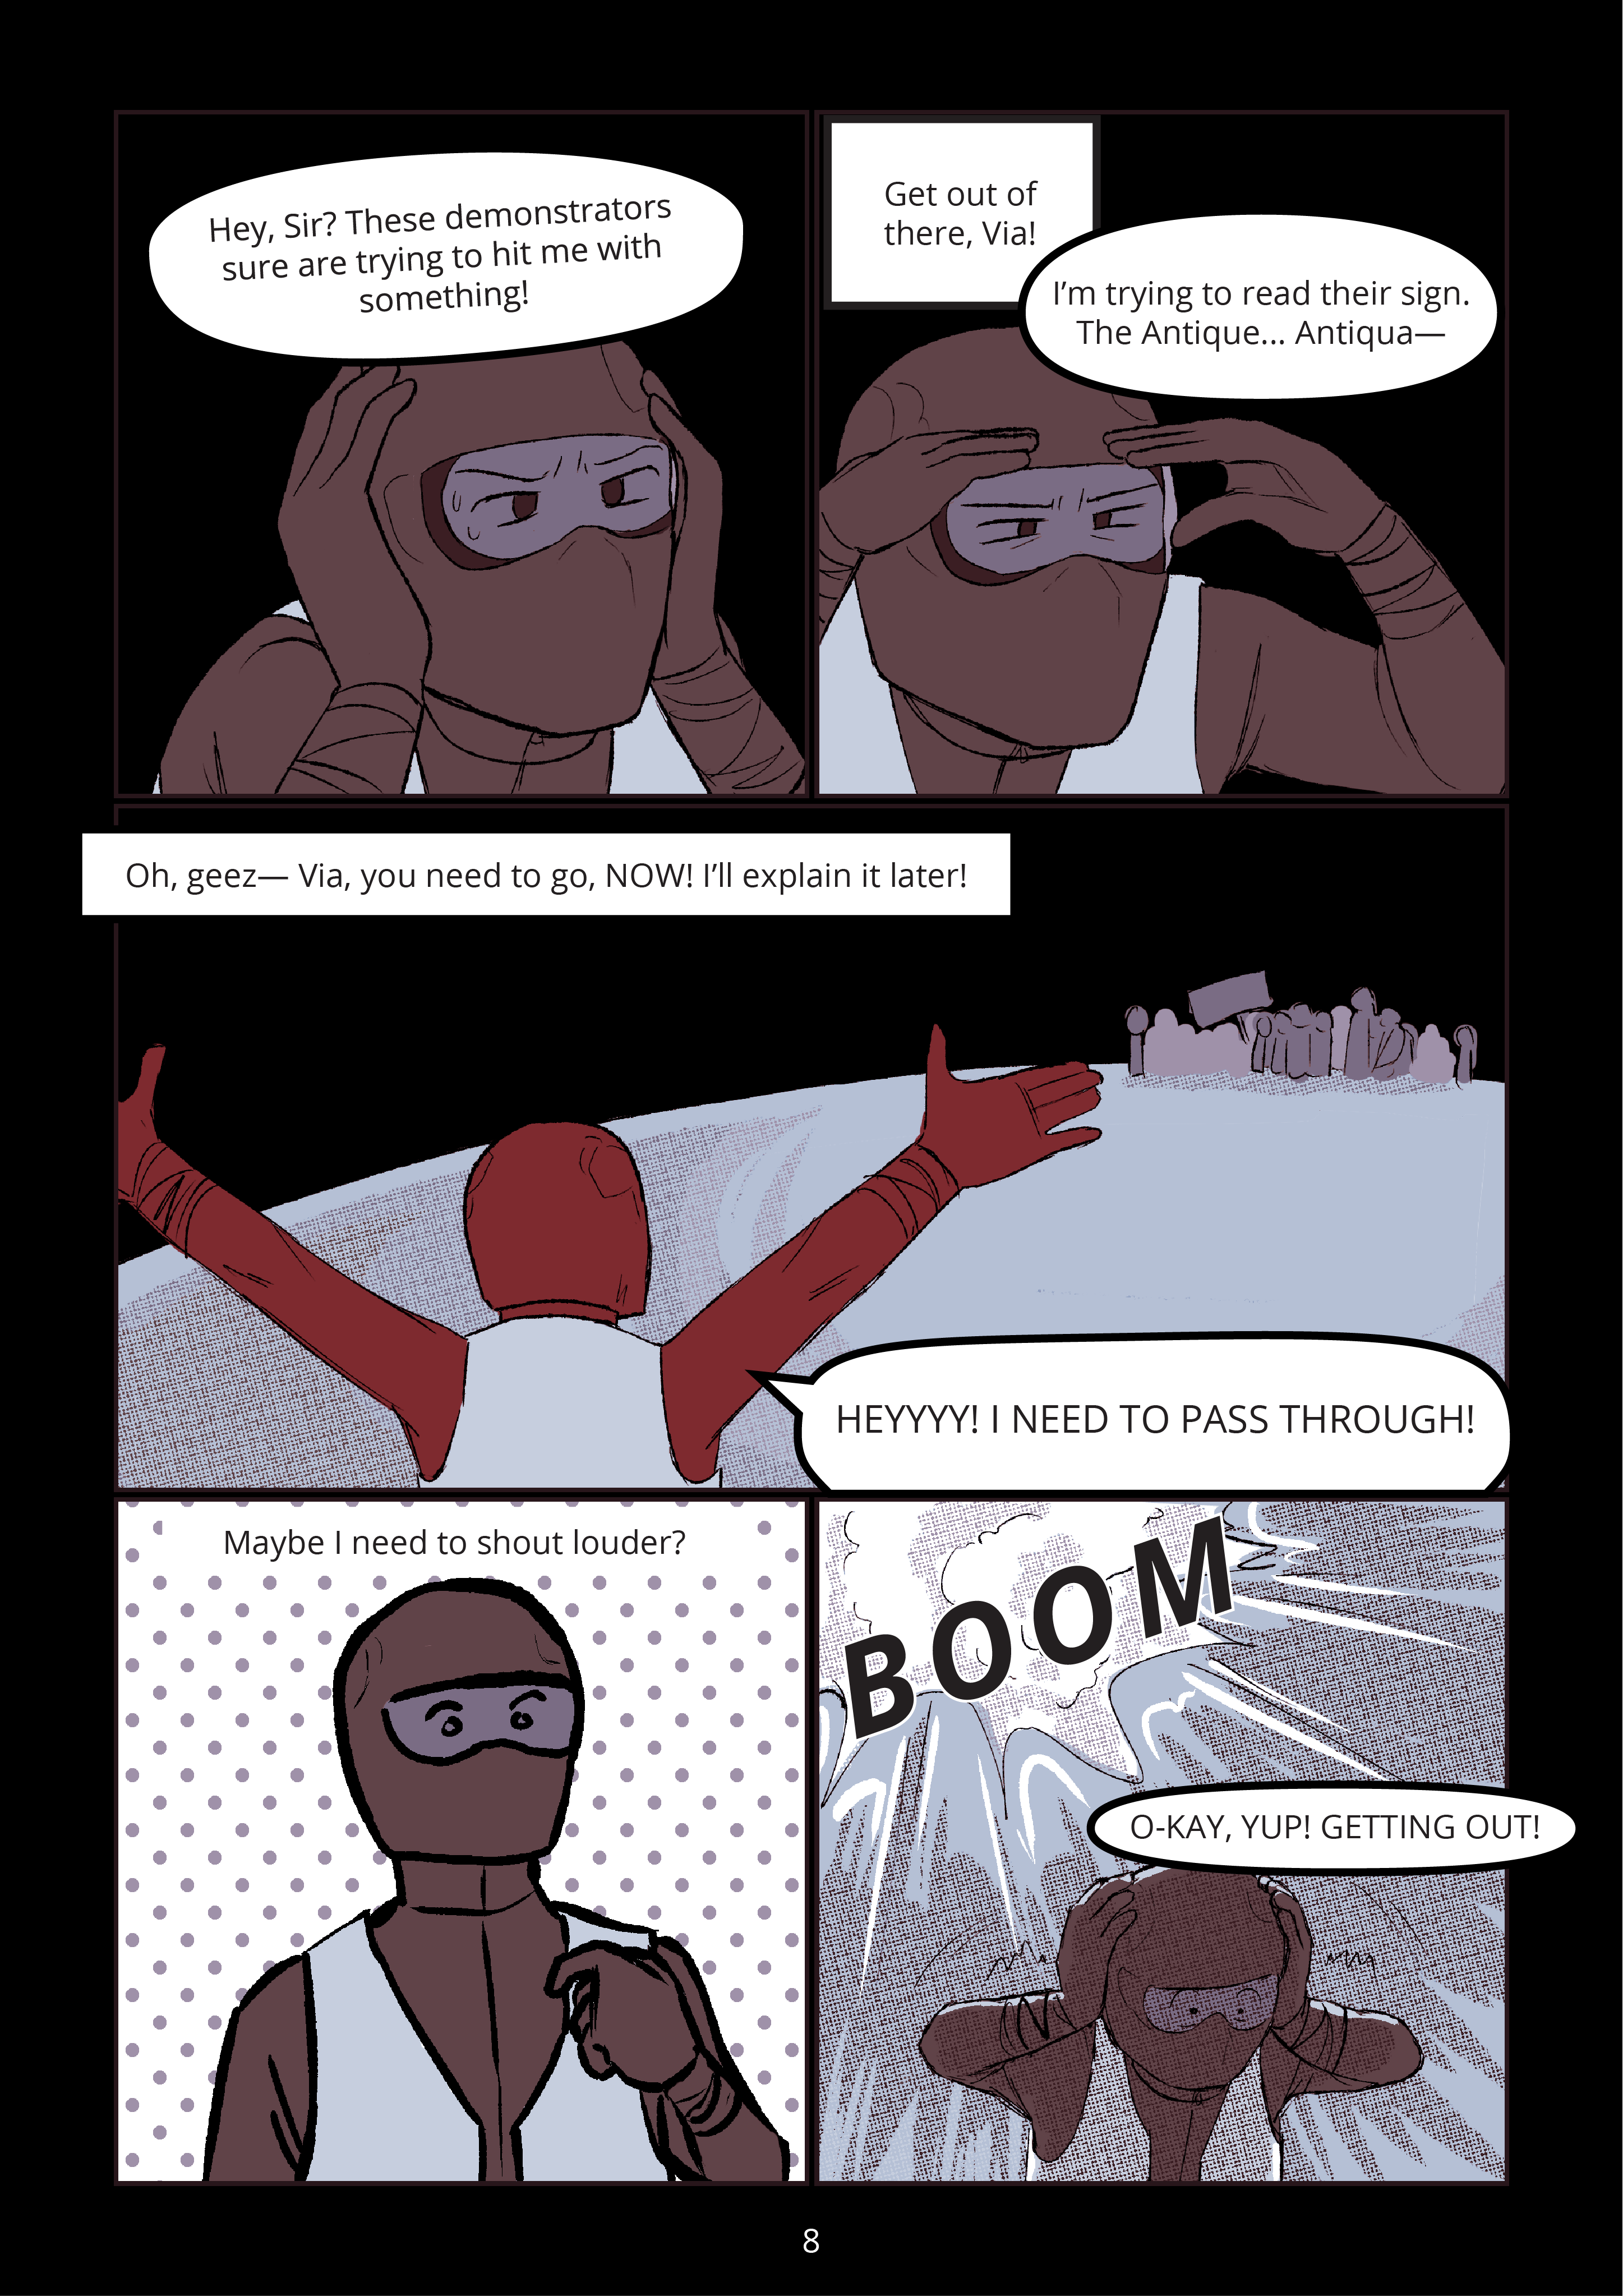 Hey, Sir? These demonstrators
sure are trying to hit me with
something!
Get out of
there, Via!
I’m trying to read their sign.
The Antique... Antiqua—
Oh, geez— Via, you need to go, NOW! I’ll explain it later!
HEYYYY! I NEED TO PASS THROUGH!
Maybe I need to shout louder?
BOOM
O-KAY, YUP! GETTING OUT!
8